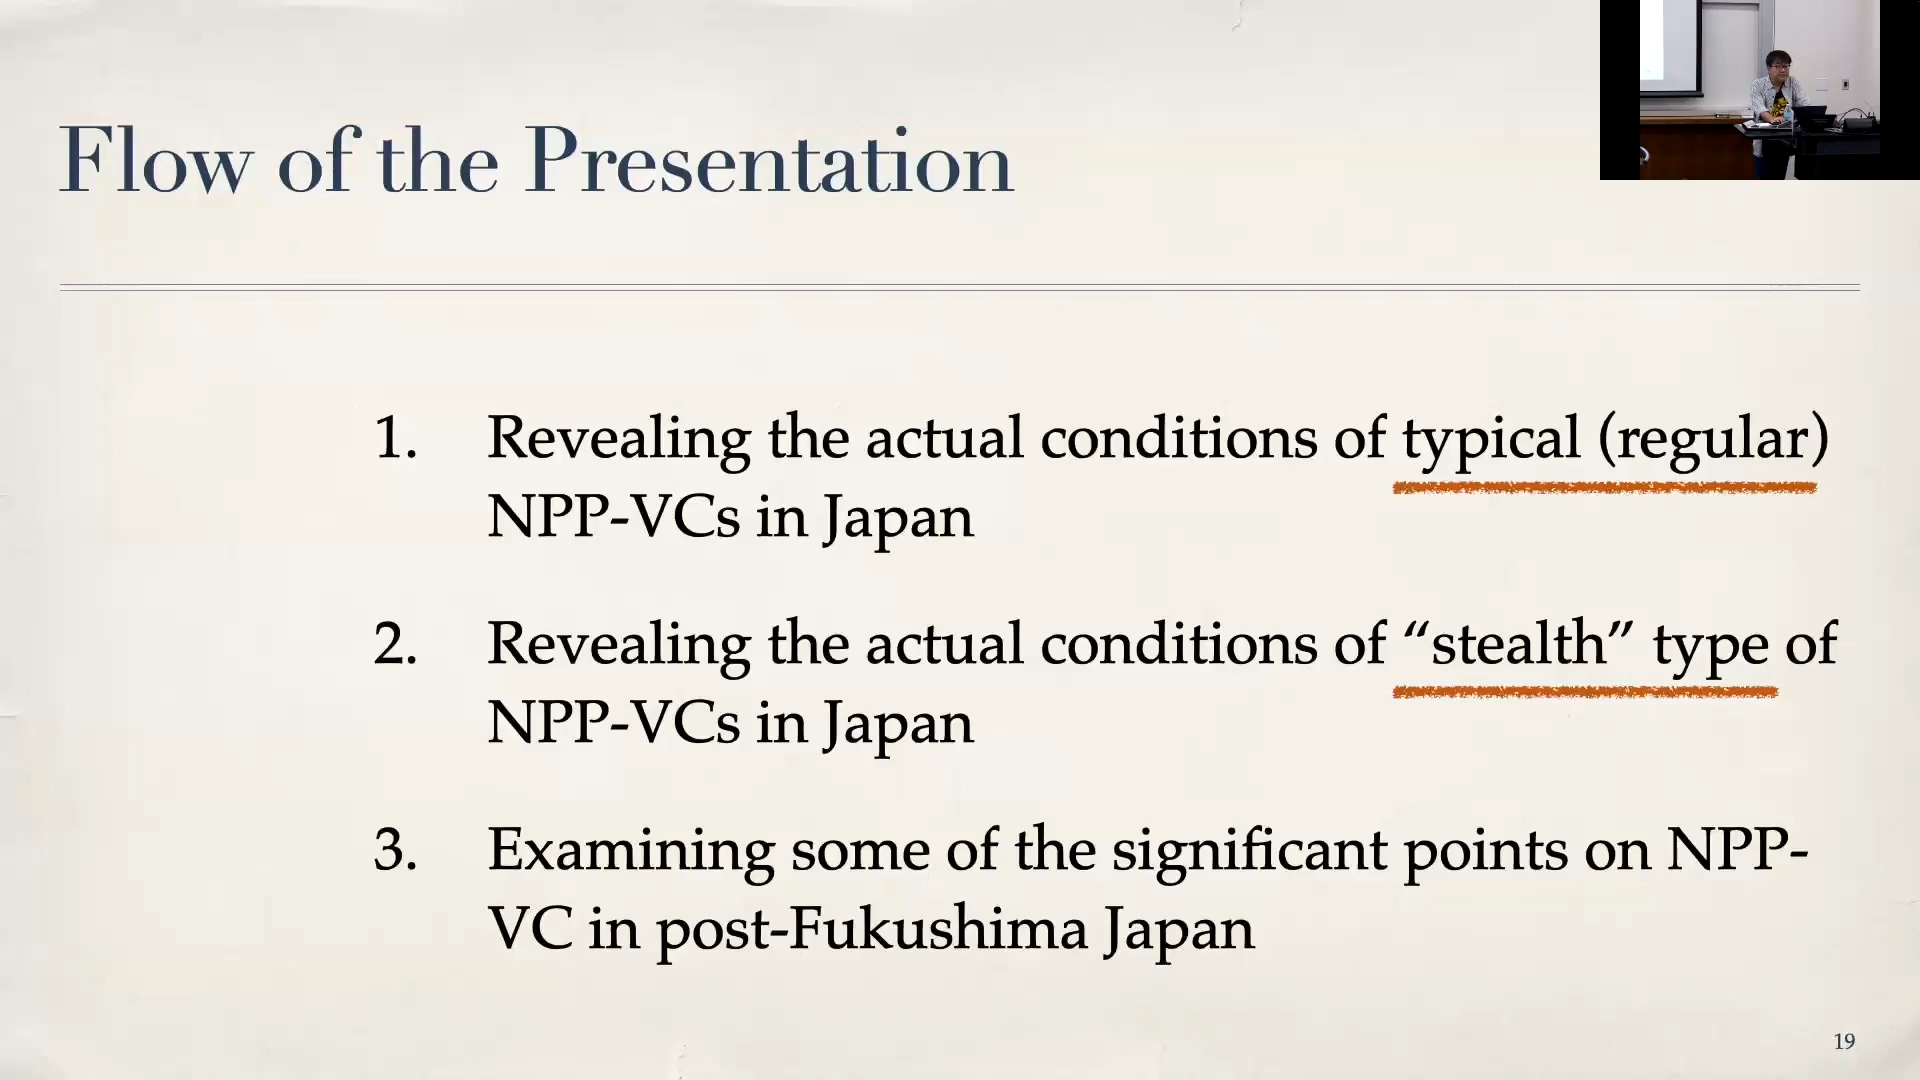 Flow of the Presentation
1. Revealing the actual conditions of typical (regular)
NPP-VCs in Japan
2. Revealing the actual conditions of “stealth” type of
NPP-VCs in Japan
3. Examining some of the significant points on NPP-
VC in post-Fukushima Japan
19